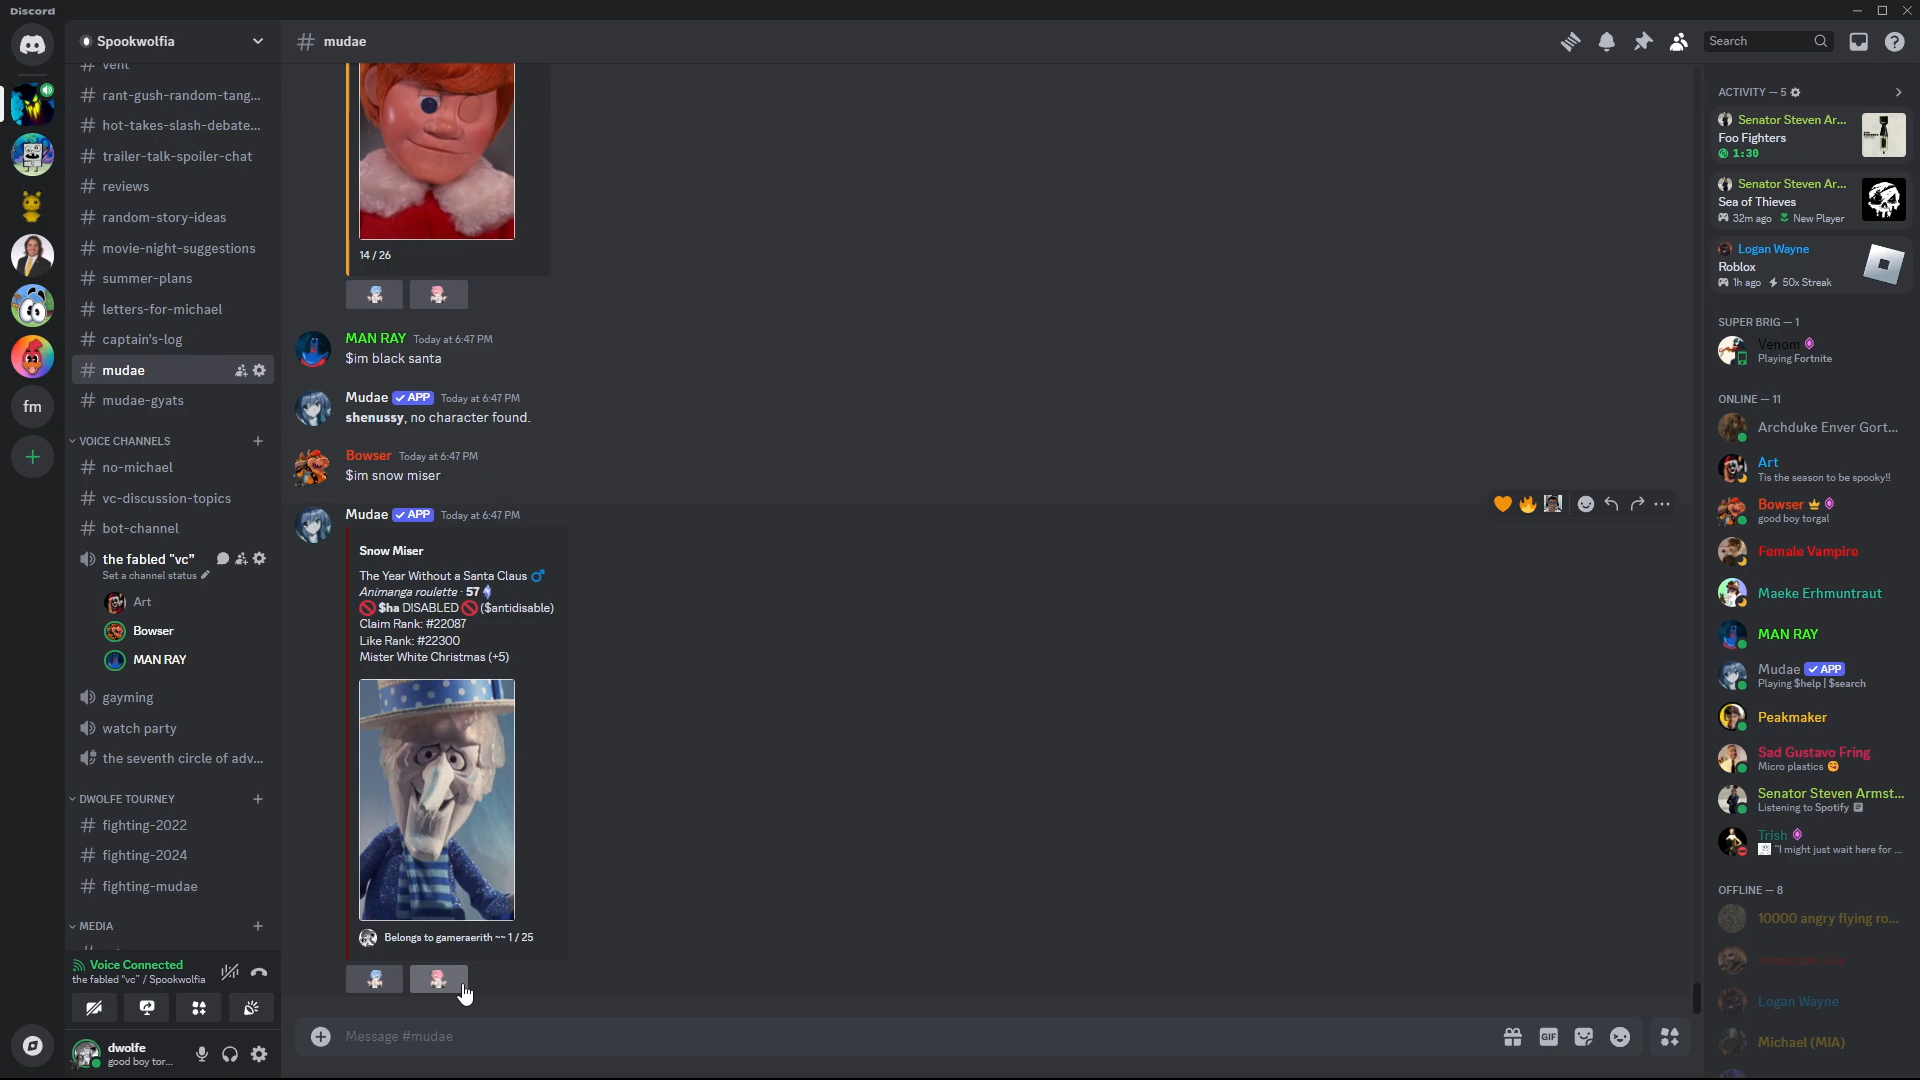 Discord
Spookwolfia
mudae
Search
vent
rant-gush-random-tang...
hot-takes-slash-debate...
trailer-talk-spoiler-chat
reviews
random-story-ideas
movie-night-suggestions
summer-plans
letters-for-michael
captain's-log
mudae
mudae-gyats
VOICE CHANNELS
no-michael
vc-discussion-topics
bot-channel
the fabled "vc"
Set a channel status
Art
Bowser
MAN RAY
gayming
watch party
the seventh circle of adv...
DWOLFE TOURNEY
fighting-2022
fighting-2024
fighting-mudae
MEDIA
Voice Connected
the fabled "vc" / Spookwolfia
dwolfe
good boy tor...
fm
14 / 26
MAN RAY Today at 6:47 PM
$im black santa
Mudae APP Today at 6:47 PM
shenussy, no character found.
Bowser Today at 6:47 PM
$im snow miser
Mudae APP Today at 6:47 PM
Snow Miser
The Year Without a Santa Claus
Animanga roulette · 57
$ha DISABLED ($antidisable)
Claim Rank: #22087
Like Rank: #22300
Mister White Christmas (+5)
Belongs to gameraerith ~~ 1 / 25
Message #mudae
GIF
ACTIVITY — 5
Senator Steven Ar...
Foo Fighters
1:30
Senator Steven Ar...
Sea of Thieves
32m ago New Player
Logan Wayne
Roblox
1h ago 50x Streak
SUPER BRIG — 1
Venom
Playing Fortnite
ONLINE — 11
Archduke Enver Gort...
Art
Tis the season to be spooky!!
Bowser
good boy torgal
Female Vampire
Maeke Erhmuntraut
MAN RAY
Mudae APP
Playing $help | $search
Peakmaker
Sad Gustavo Fring
Micro plastics
Senator Steven Armst...
Listening to Spotify
Trish
"I might just wait here for ...
OFFLINE — 8
10000 angry flying ro...
Logan Wayne
Michael (MIA)